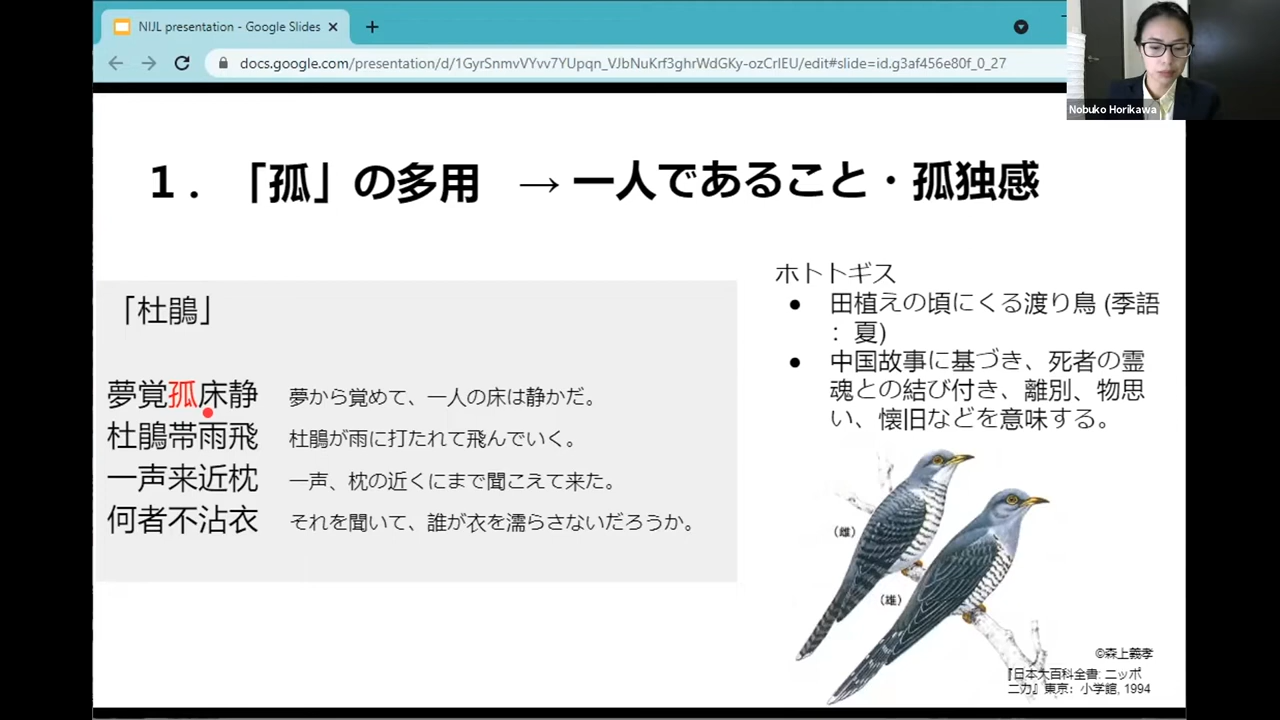 NIJL presentation - Google Slides
docs.google.com/presentation/d/1GyrSnmvVYvv7YUpqn_VJbNuKrf3ghrWdGKy-ozCrlEU/edit#slide=id.g3af456e80f_0_27
Nobuko Horikawa
1．「孤」の多用　→ 一人であること・孤独感
「杜鵑」
夢覚孤床静　夢から覚めて、一人の床は静かだ。
杜鵑帯雨飛　杜鵑が雨に打たれて飛んでいく。
一声来近枕　一声、枕の近くにまで聞こえて来た。
何者不沾衣　それを聞いて、誰が衣を濡らさないだろうか。
ホトトギス
● 田植えの頃にくる渡り鳥 (季語
：夏)
● 中国故事に基づき、死者の霊
魂との結び付き、離別、物思
い、懐旧などを意味する。
(雌)
(雄)
©森上義孝
『日本大百科全書: ニッポ
ニカ』東京：小学館, 1994